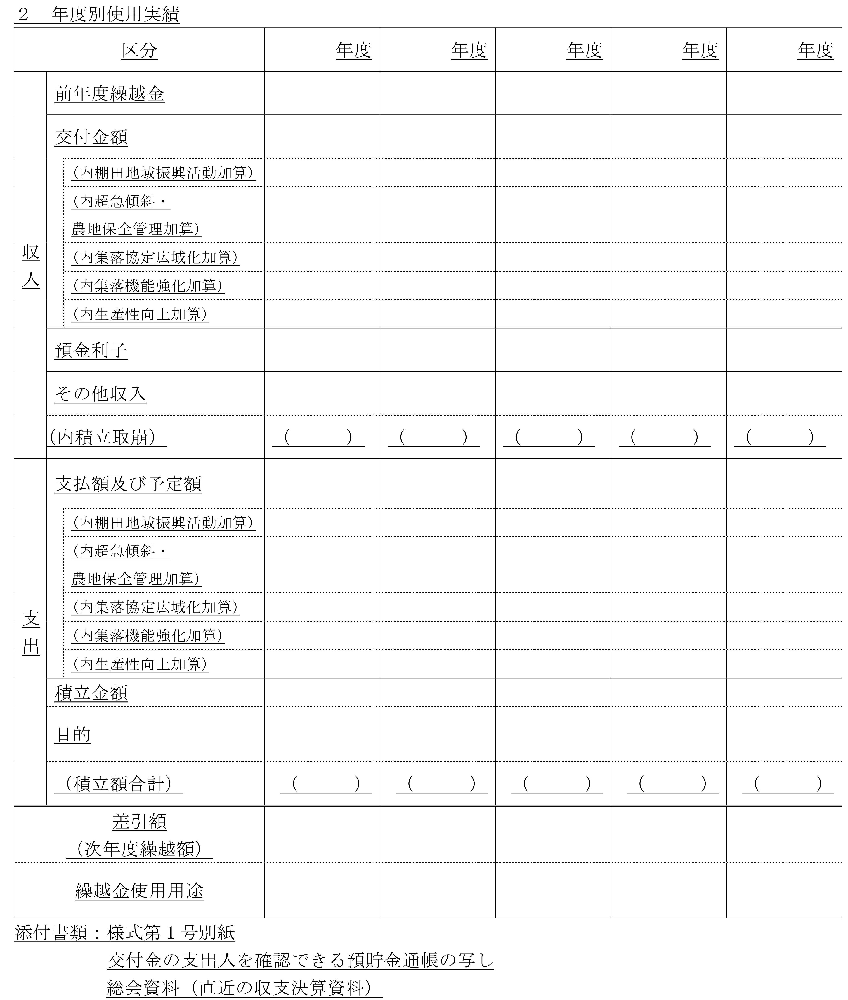 ２　年度別使用実績
区分　年度　年度　年度　年度　年度
収入
前年度繰越金
交付金額
（内棚田地域振興活動加算）
（内超急傾斜・
農地保全管理加算）
（内集落協定広域化加算）
（内集落機能強化加算）
（内生産性向上加算）
預金利子
その他収入
（内積立取崩）　（　　　）　（　　　）　（　　　）　（　　　）　（　　　）
支出
支払額及び予定額
（内棚田地域振興活動加算）
（内超急傾斜・
農地保全管理加算）
（内集落協定広域化加算）
（内集落機能強化加算）
（内生産性向上加算）
積立金額
目的
（積立額合計）　（　　　）　（　　　）　（　　　）　（　　　）　（　　　）
差引額
（次年度繰越額）
繰越金使用用途
添付書類：様式第１号別紙
交付金の支出入を確認できる預貯金通帳の写し
総会資料（直近の収支決算資料）